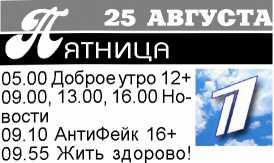 25 АВГУСТА
ПЯТНИЦА
05.00 Доброе утро 12+
09.00, 13.00, 16.00 Но-
вости
09.10 АнтиФейк 16+
09.55 Жить здорово!
1